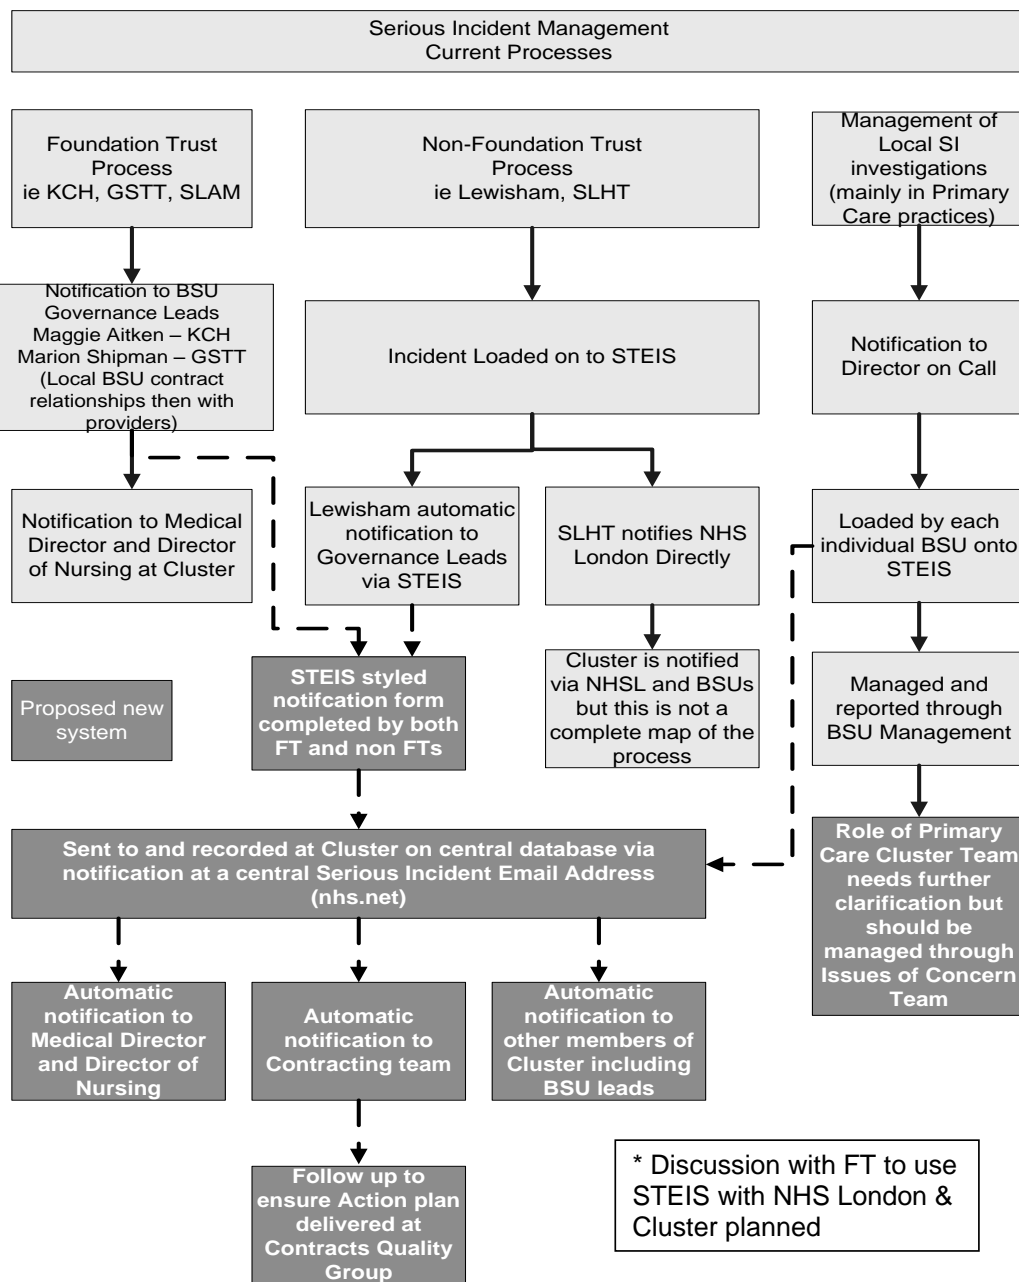 Serious Incident Management
Current Processes
Foundation Trust
Process
ie KCH, GSTT, SLAM
Non-Foundation Trust
Process
ie Lewisham, SLHT
Management of
Local SI
investigations
(mainly in Primary
Care practices)
Notification to BSU
Governance Leads
Maggie Aitken – KCH
Marion Shipman – GSTT
(Local BSU contract
relationships then with
providers)
Incident Loaded on to STEIS
Notification to
Director on Call
Notification to Medical
Director and Director
of Nursing at Cluster
Lewisham automatic
notification to
Governance Leads
via STEIS
SLHT notifies NHS
London Directly
Loaded by each
individual BSU onto
STEIS
Proposed new
system
STEIS styled
notifcation form
completed by both
FT and non FTs
Cluster is notified
via NHSL and BSUs
but this is not a
complete map of the
process
Managed and
reported through
BSU Management
Sent to and recorded at Cluster on central database via
notification at a central Serious Incident Email Address
(nhs.net)
Role of Primary
Care Cluster Team
needs further
clarification but
should be
managed through
Issues of Concern
Team
Automatic
notification to
Medical Director
and Director of
Nursing
Automatic
notification to
Contracting team
Automatic
notification to
other members of
Cluster including
BSU leads
Follow up to
ensure Action plan
delivered at
Contracts Quality
Group
* Discussion with FT to use
STEIS with NHS London &
Cluster planned